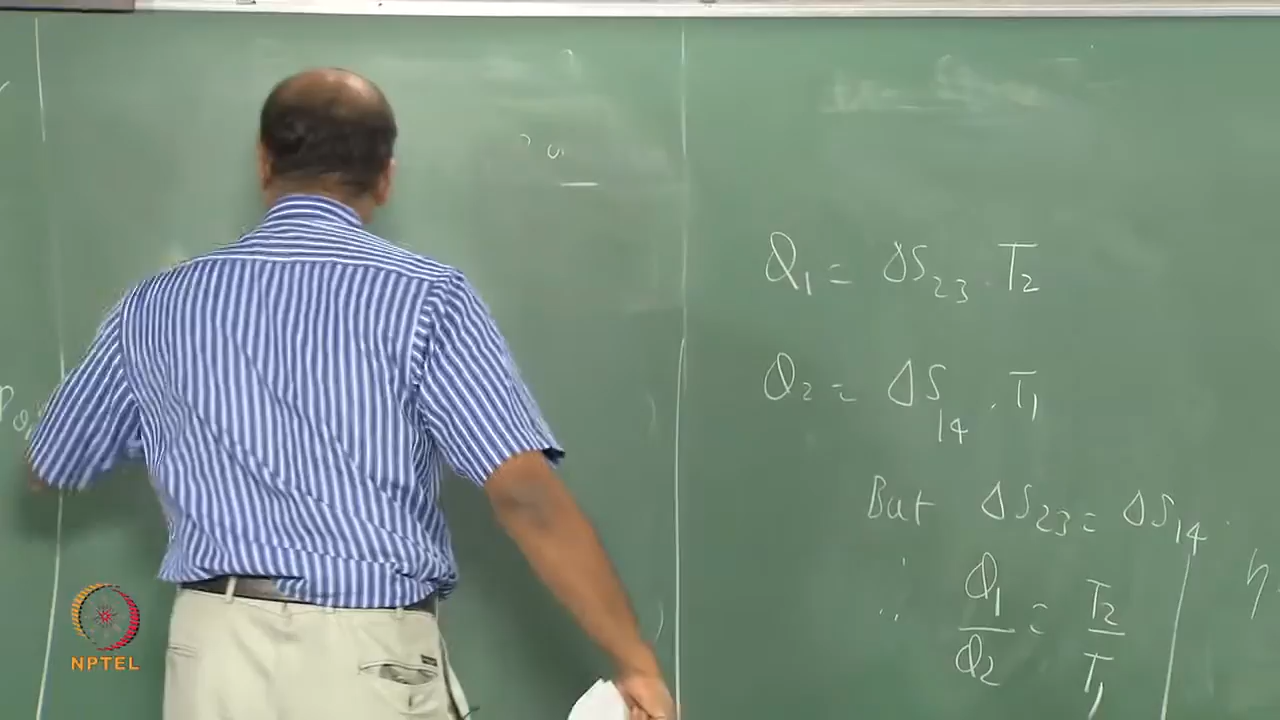 Q₁ = ΔS₂₃ . T₂
Q₂ = ΔS₁₄ . T₁
But ΔS₂₃ = ΔS₁₄
∴ Q₁/Q₂ = T₂/T₁
η
NPTEL